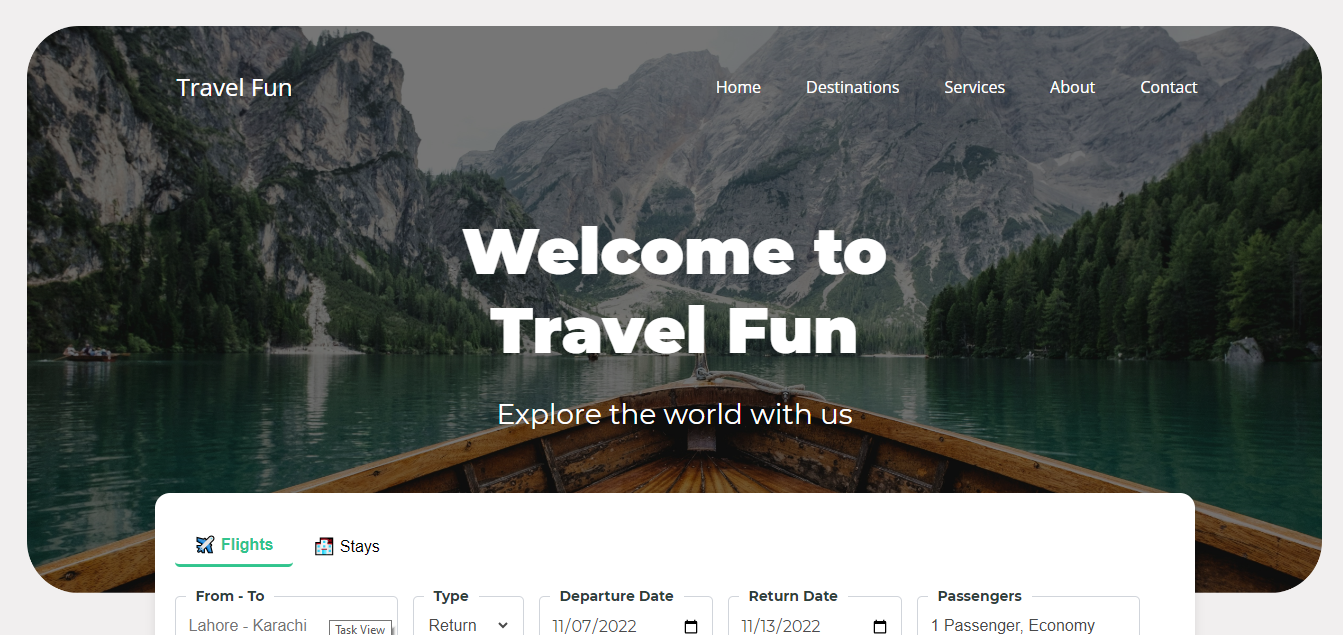 Travel Fun
Home Destinations Services About Contact
Welcome to
Travel Fun
Explore the world with us
Flights Stays
From - To Type Departure Date Return Date Passengers
Lahore - Karachi Return 11/07/2022 11/13/2022 1 Passenger, Economy
Task View